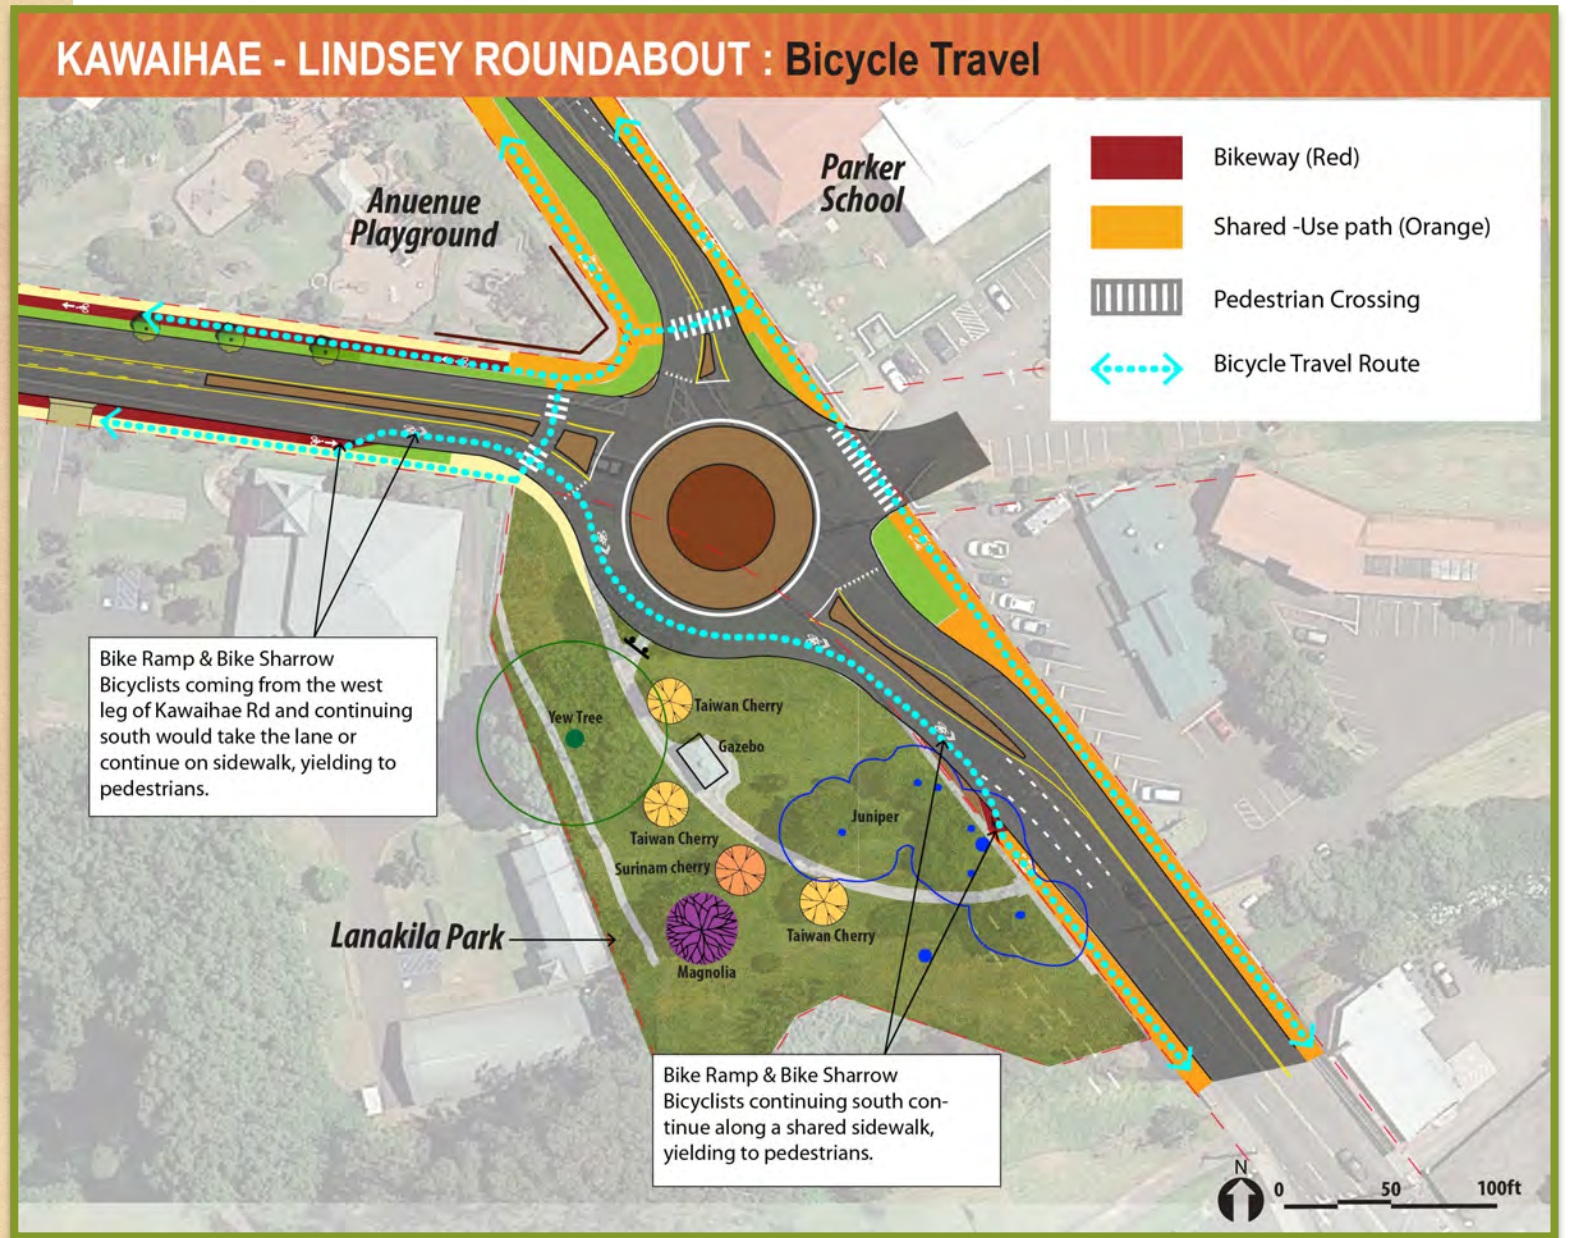 KAWAIHAE - LINDSEY ROUNDABOUT : Bicycle Travel
Anuenue
Playground
Parker
School
Bikeway (Red)
Shared -Use path (Orange)
Pedestrian Crossing
Bicycle Travel Route
Bike Ramp & Bike Sharrow
Bicyclists coming from the west
leg of Kawaihae Rd and continuing
south would take the lane or
continue on sidewalk, yielding to
pedestrians.
Yew Tree
Taiwan Cherry
Gazebo
Taiwan Cherry
Juniper
Surinam cherry
Taiwan Cherry
Magnolia
Lanakila Park
Bike Ramp & Bike Sharrow
Bicyclists continuing south con-
tinue along a shared sidewalk,
yielding to pedestrians.
N
0 50 100ft